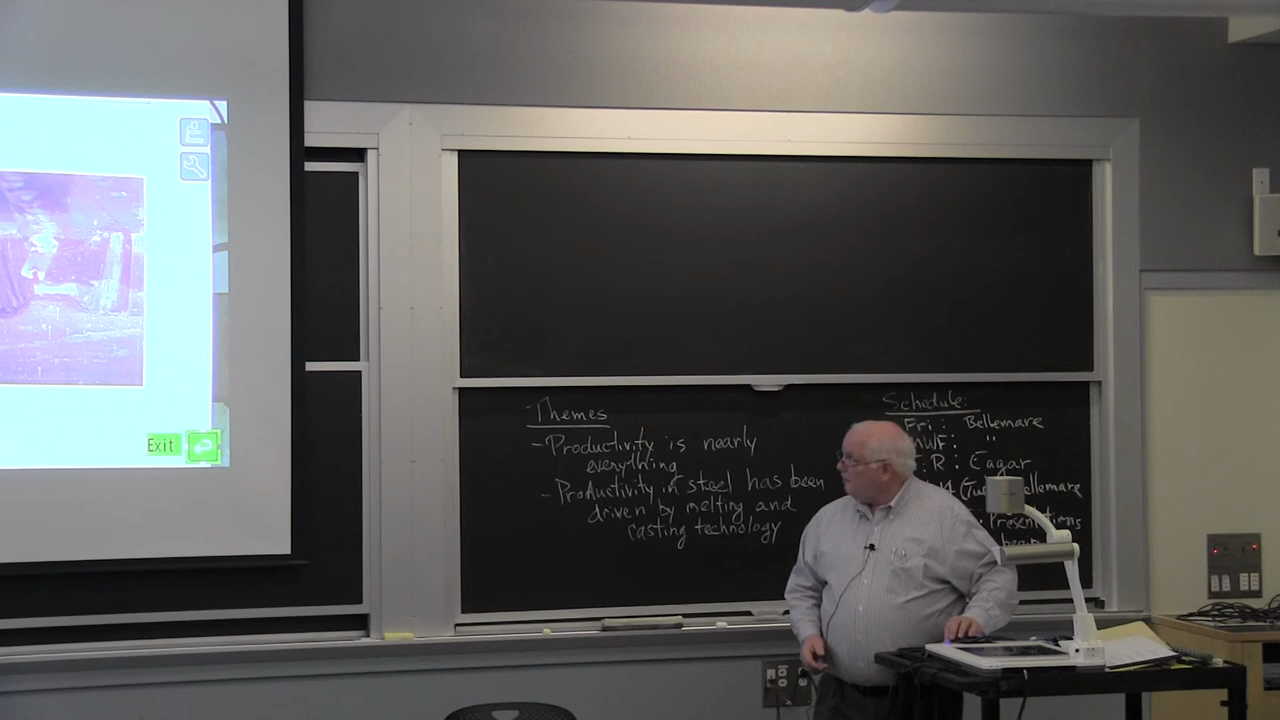 Exit
Themes
- Productivity is nearly
everything
- Productivity in steel has been
driven by melting and
casting technology
Schedule:
Fri: Bellemare
WF: "
R: Eagar
Bellemare
Presentations